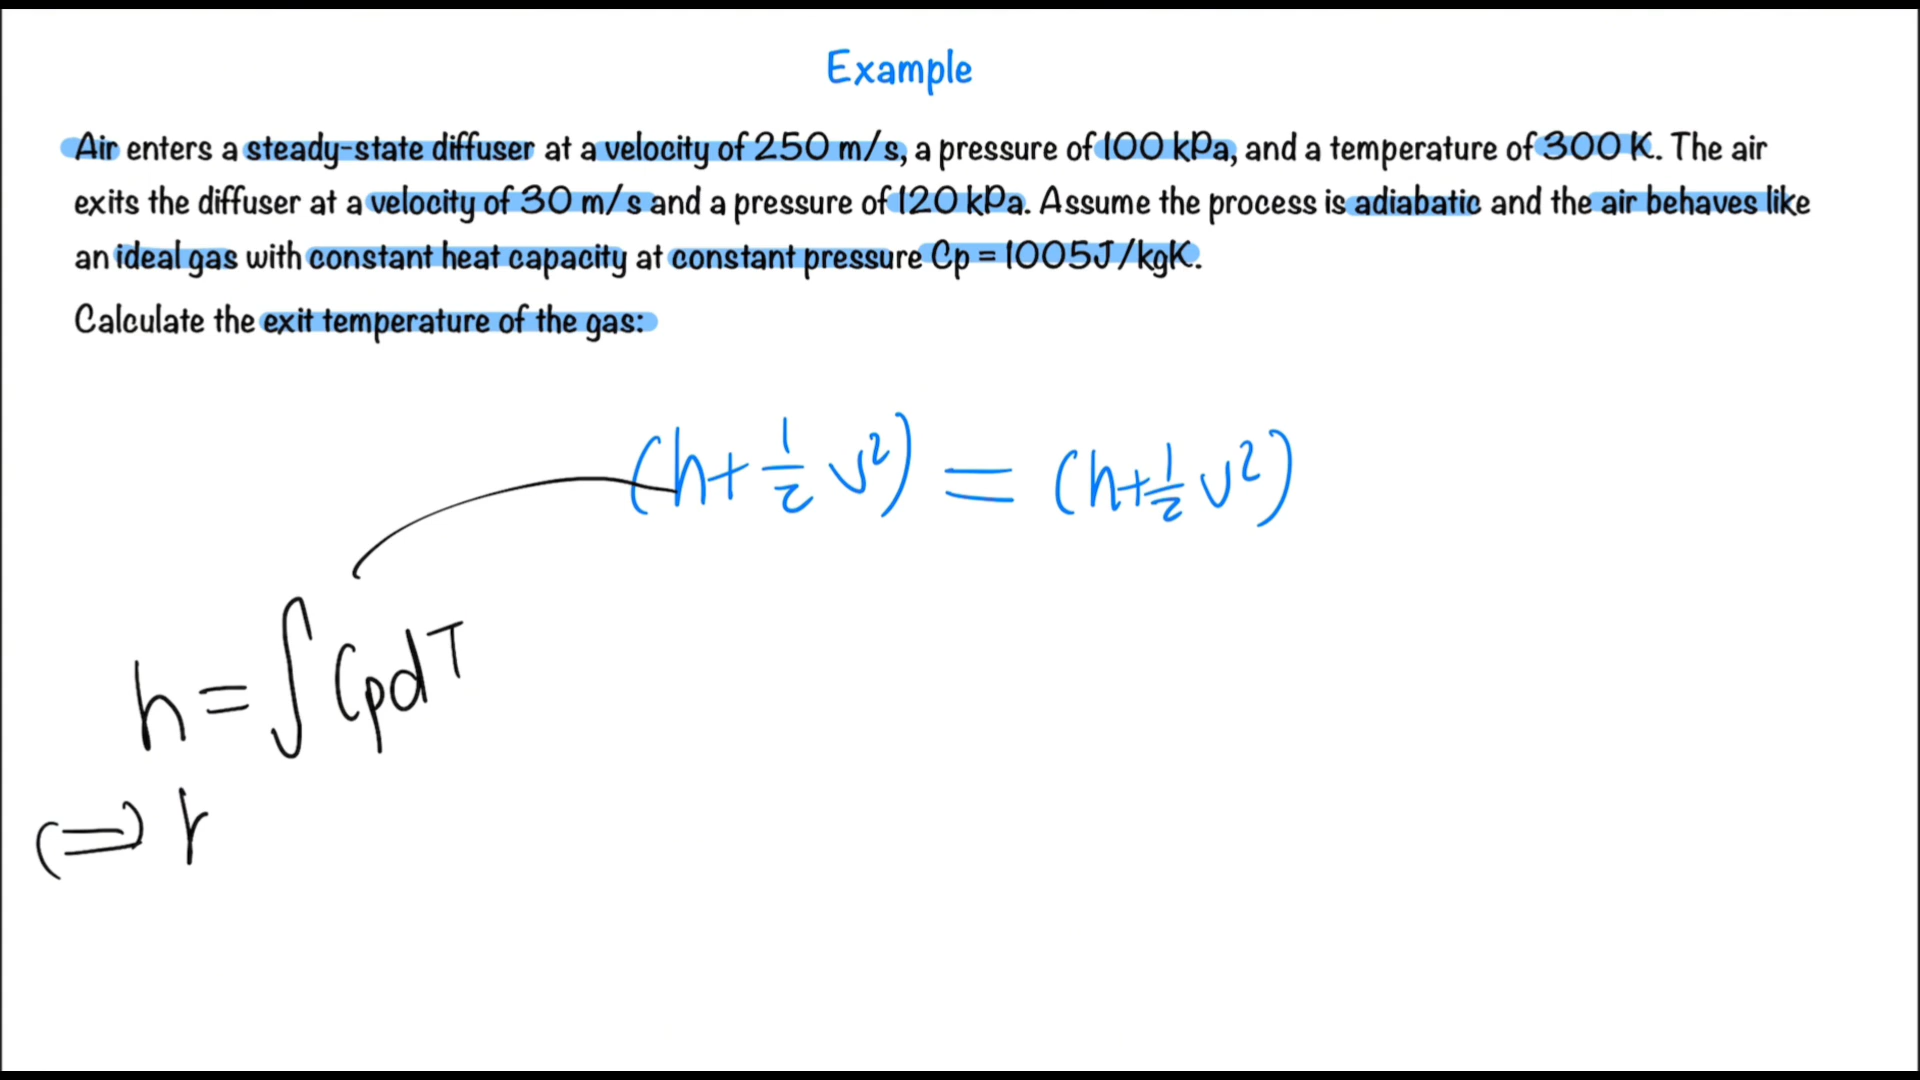 Example
Air enters a steady-state diffuser at a velocity of 250 m/s, a pressure of 100 kPa, and a temperature of 300 K. The air
exits the diffuser at a velocity of 30 m/s and a pressure of 120 kPa. Assume the process is adiabatic and the air behaves like
an ideal gas with constant heat capacity at constant pressure Cp = 1005J/kgK.
Calculate the exit temperature of the gas:
(h+½v²) = (h+½v²)
h=∫CpdT